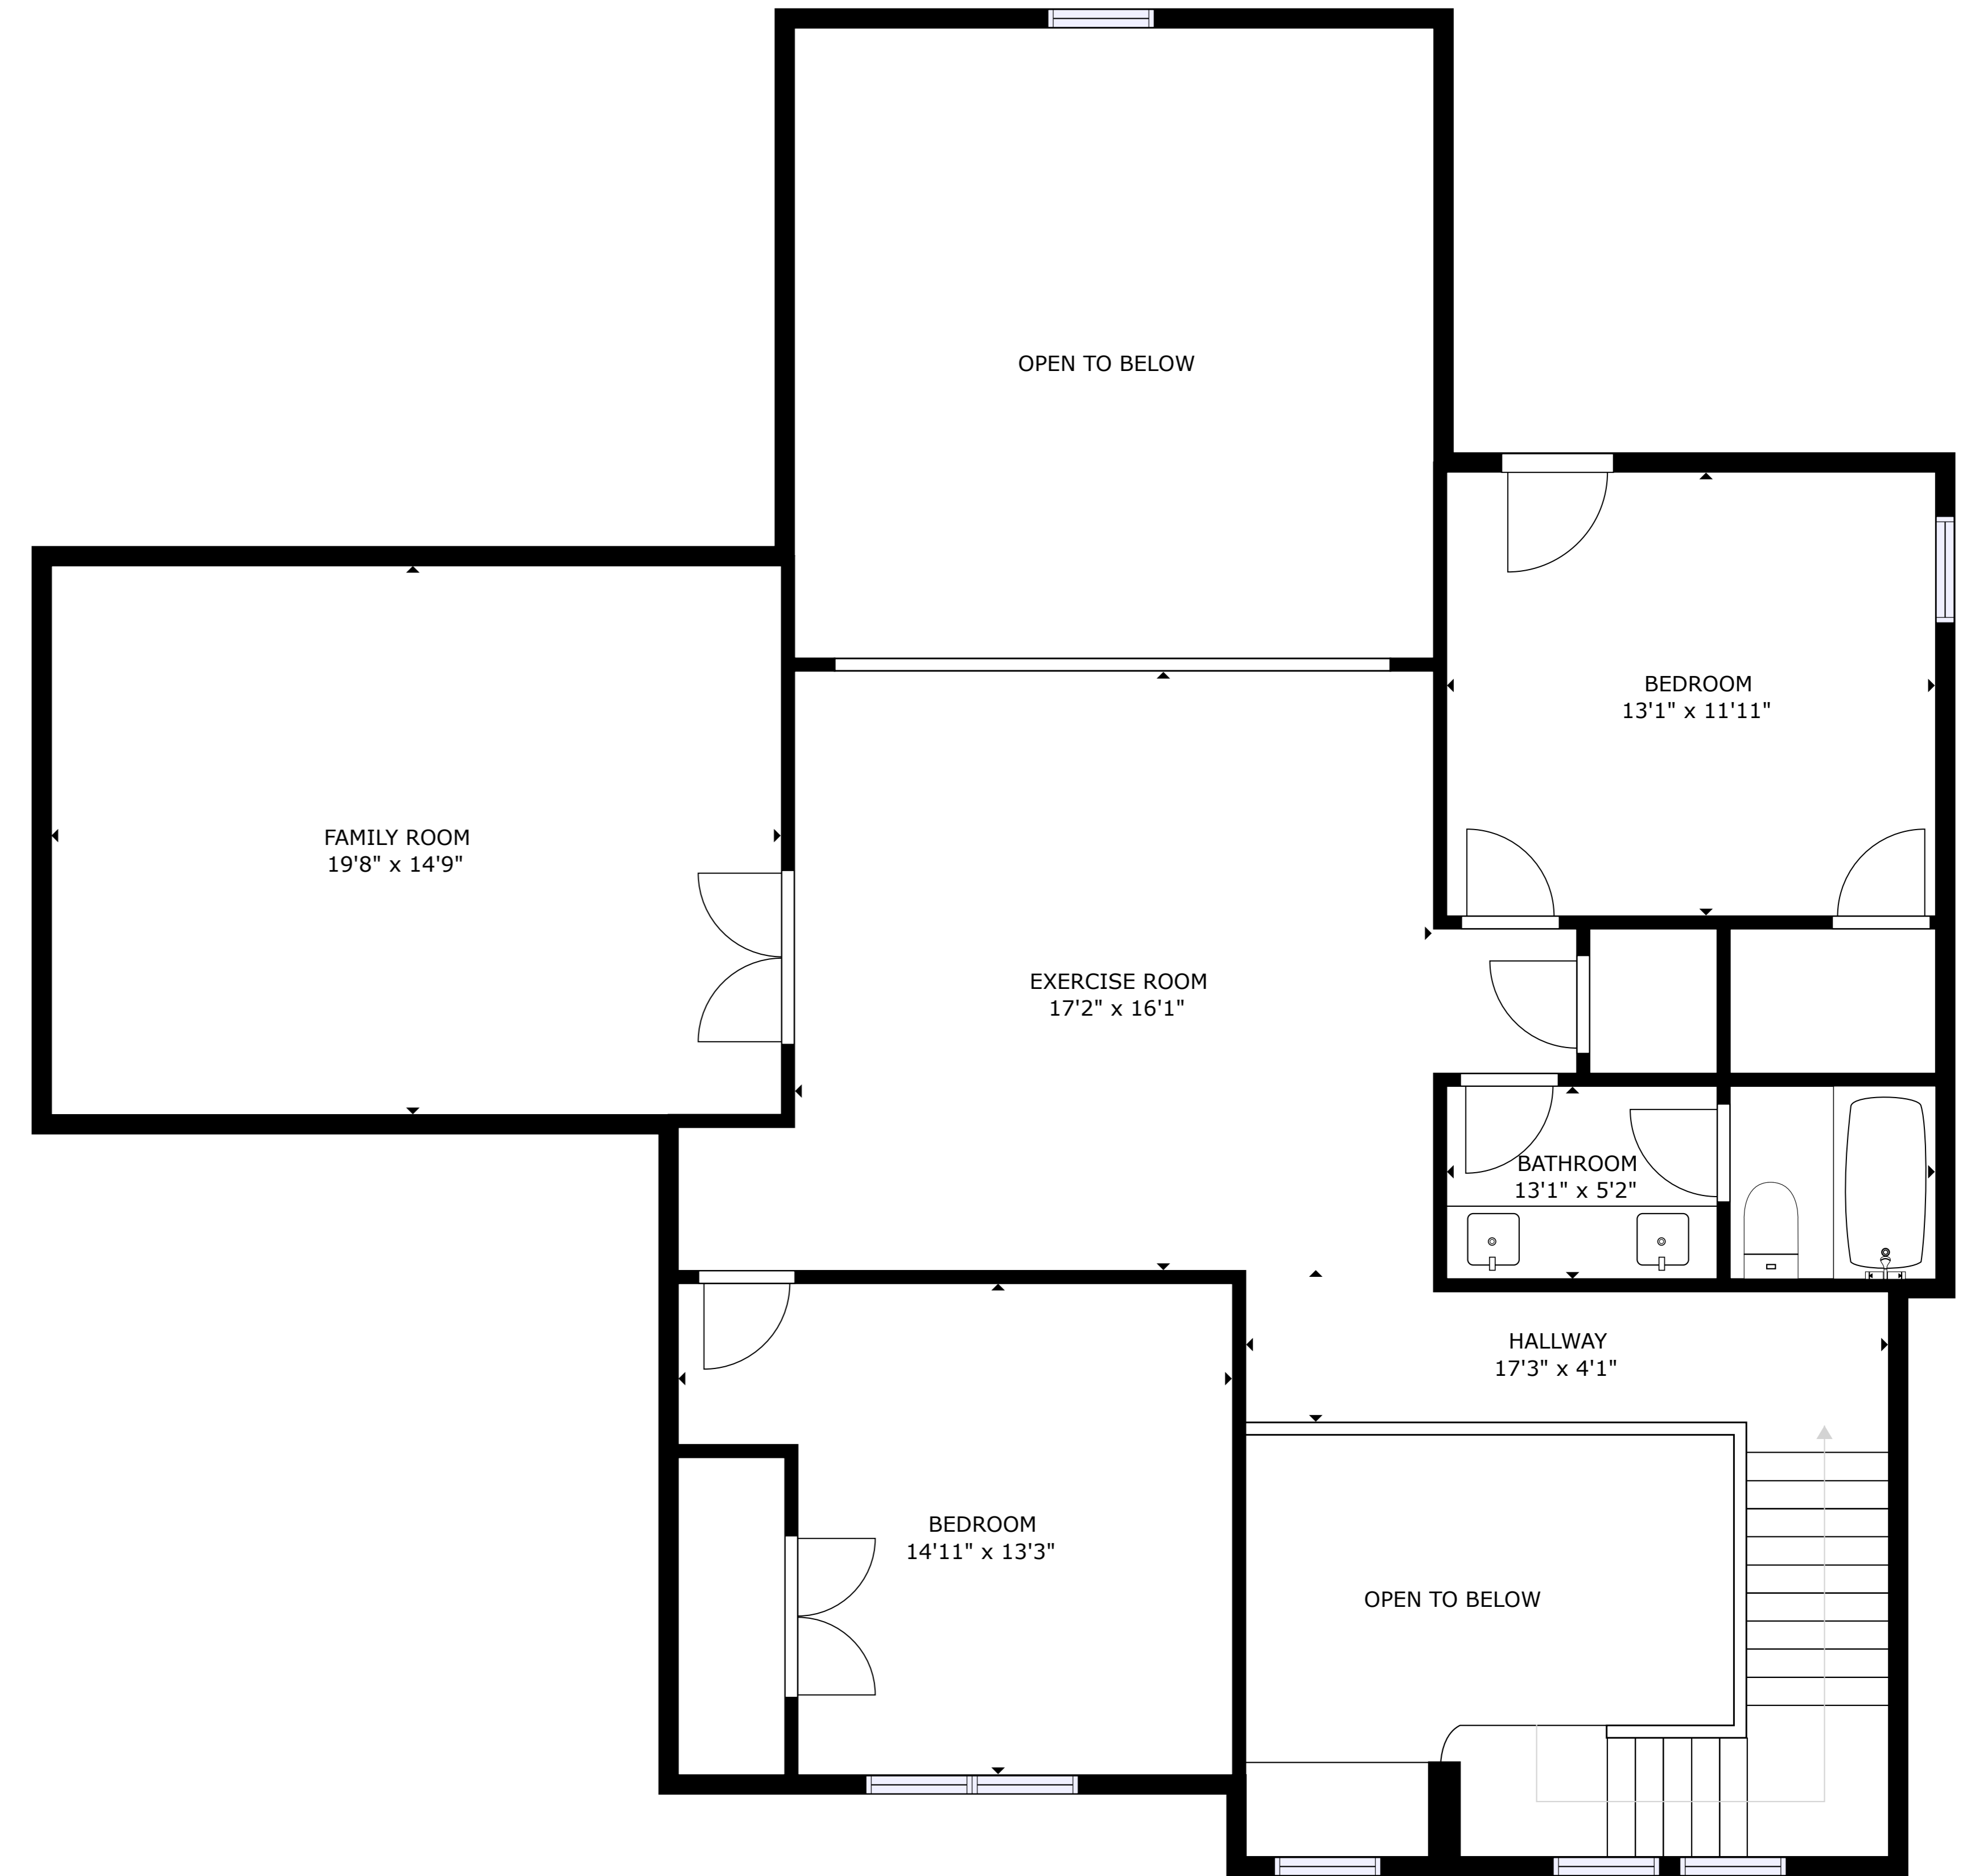 OPEN TO BELOW
BEDROOM
13'1" x 11'11"
FAMILY ROOM
19'8" x 14'9"
EXERCISE ROOM
17'2" x 16'1"
BATHROOM
13'1" x 5'2"
HALLWAY
17'3" x 4'1"
BEDROOM
14'11" x 13'3"
OPEN TO BELOW